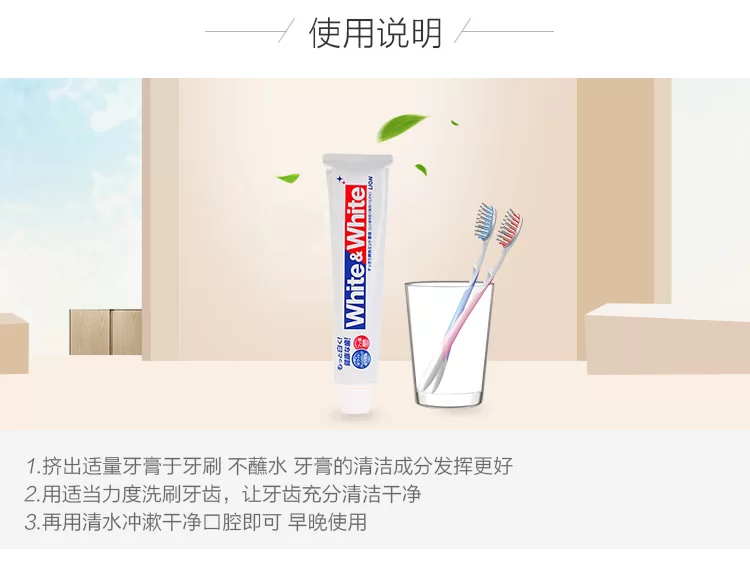 使用说明
LION
White & White
1.挤出适量牙膏于牙刷 不蘸水 牙膏的清洁成分发挥更好
2.用适当力度洗刷牙齿，让牙齿充分清洁干净
3.再用清水冲漱干净口腔即可 早晚使用